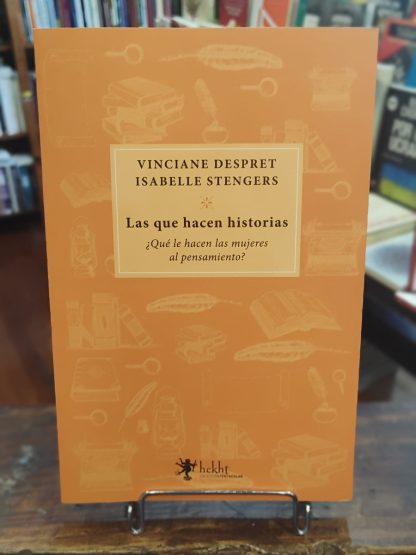 VINCIANE DESPRET
ISABELLE STENGERS
Las que hacen historias
¿Qué le hacen las mujeres
al pensamiento?
hekht